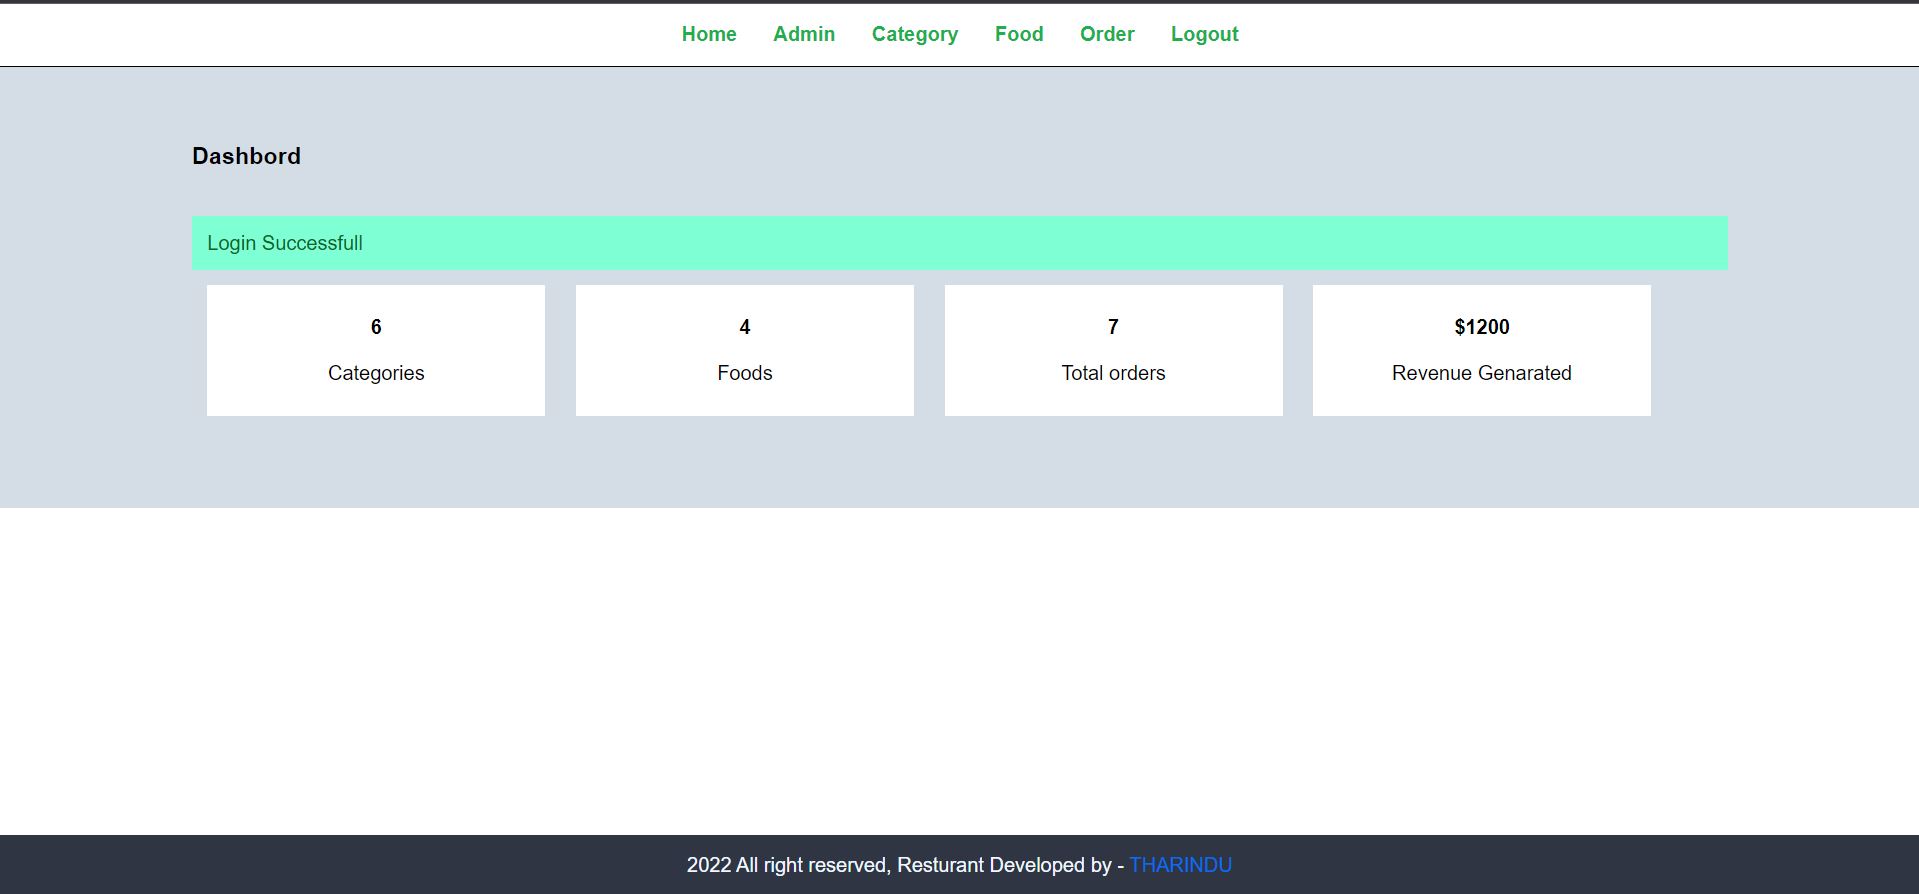 Home Admin Category Food Order Logout
Dashbord
Login Successfull
6
Categories
4
Foods
7
Total orders
$1200
Revenue Genarated
2022 All right reserved, Resturant Developed by - THARINDU